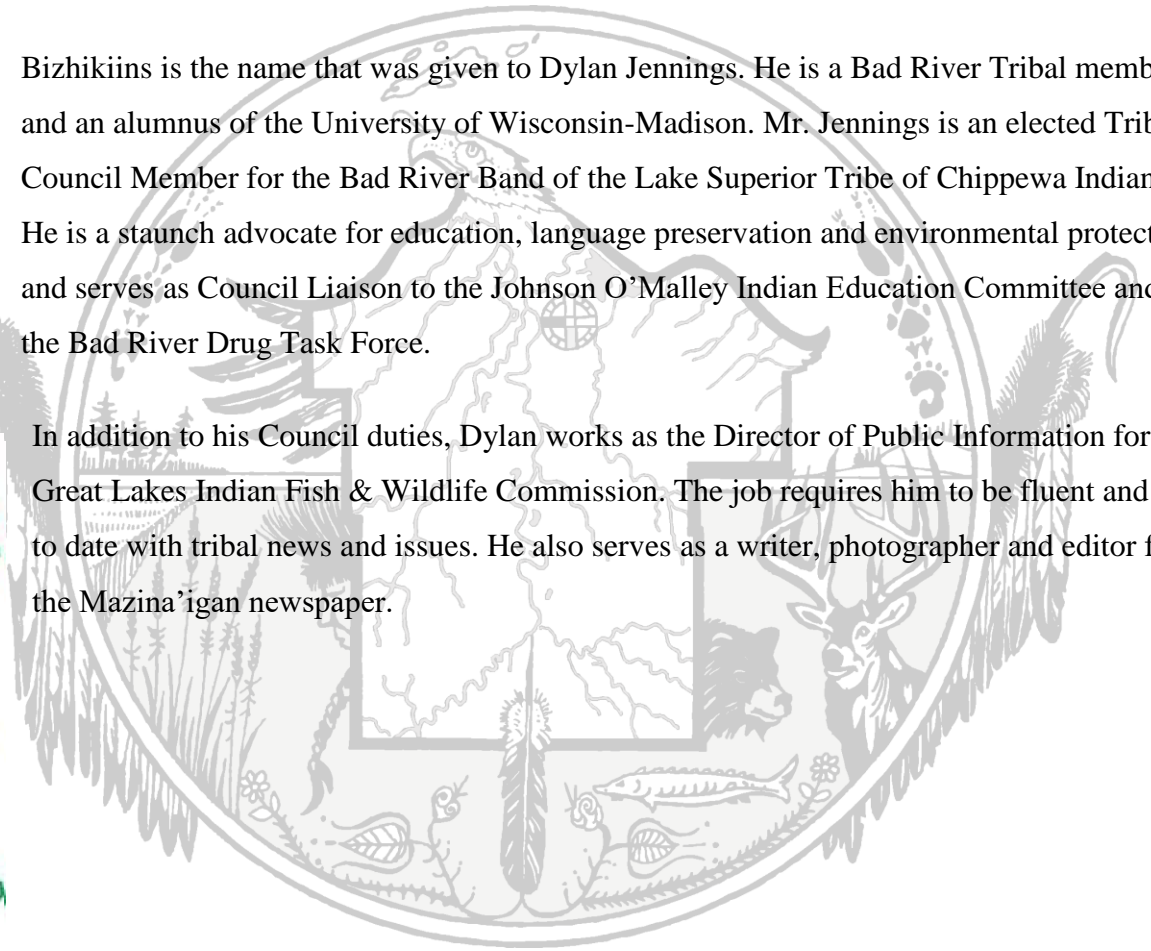 Bizhikiins is the name that was given to Dylan Jennings. He is a Bad River Tribal memb
and an alumnus of the University of Wisconsin-Madison. Mr. Jennings is an elected Trib
Council Member for the Bad River Band of the Lake Superior Tribe of Chippewa Indian
He is a staunch advocate for education, language preservation and environmental protect
and serves as Council Liaison to the Johnson O’Malley Indian Education Committee and
the Bad River Drug Task Force.
In addition to his Council duties, Dylan works as the Director of Public Information for
Great Lakes Indian Fish & Wildlife Commission. The job requires him to be fluent and
to date with tribal news and issues. He also serves as a writer, photographer and editor f
the Mazina’igan newspaper.